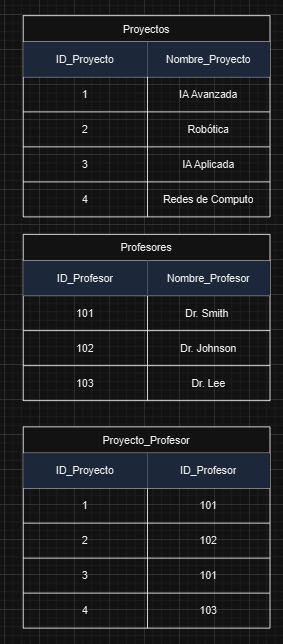 Proyectos
ID_Proyecto Nombre_Proyecto
1 IA Avanzada
2 Robótica
3 IA Aplicada
4 Redes de Computo
Profesores
ID_Profesor Nombre_Profesor
101 Dr. Smith
102 Dr. Johnson
103 Dr. Lee
Proyecto_Profesor
ID_Proyecto ID_Profesor
1 101
2 102
3 101
4 103